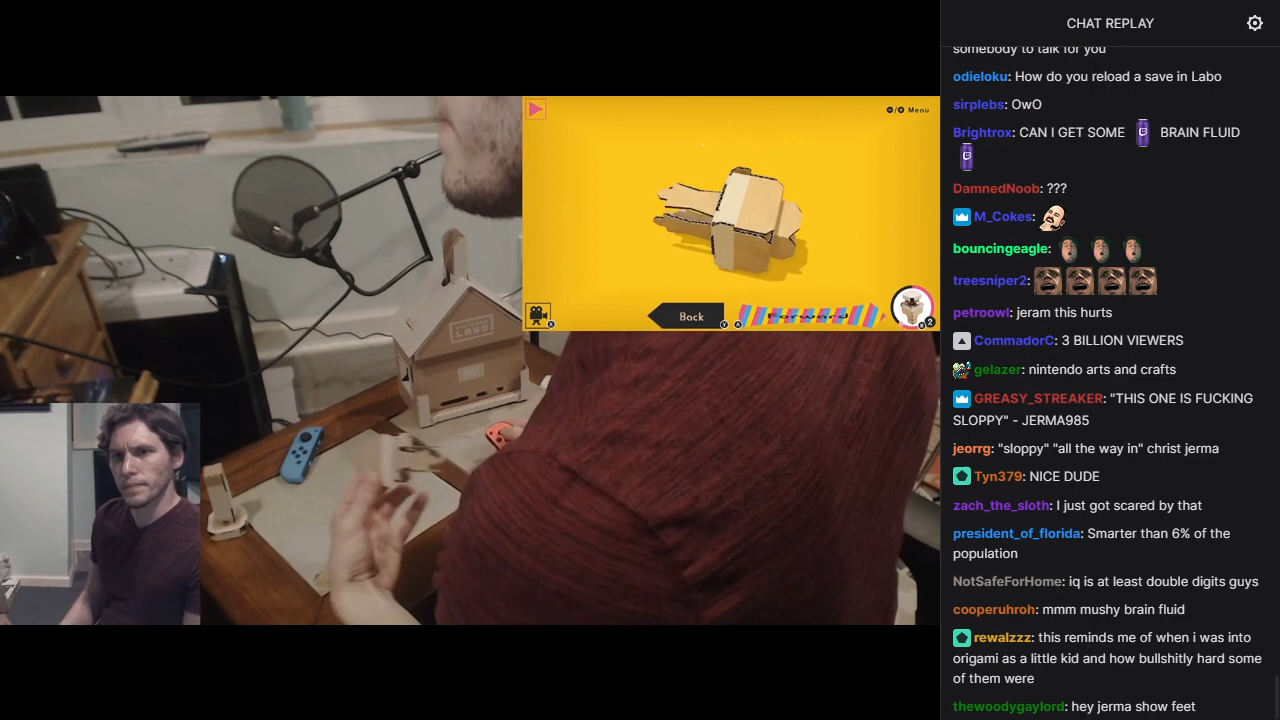 CHAT REPLAY
somebody to talk for you
odieloku: How do you reload a save in Labo
sirplebs: OwO
Brightrox: CAN I GET SOME BRAIN FLUID
DamnedNoob: ???
M_Cokes:
bouncingeagle:
treesniper2:
petroowl: jeram this hurts
CommadorC: 3 BILLION VIEWERS
gelazer: nintendo arts and crafts
GREASY_STREAKER: "THIS ONE IS FUCKING
SLOPPY" - JERMA985
jeorrg: "sloppy" "all the way in" christ jerma
Tyn379: NICE DUDE
zach_the_sloth: I just got scared by that
president_of_florida: Smarter than 6% of the
population
NotSafeForHome: iq is at least double digits guys
cooperuhroh: mmm mushy brain fluid
rewalzzz: this reminds me of when i was into
origami as a little kid and how bullshitly hard some
of them were
thewoodygaylord: hey jerma show feet
Menu
Back
Y
A
X
2
LABO